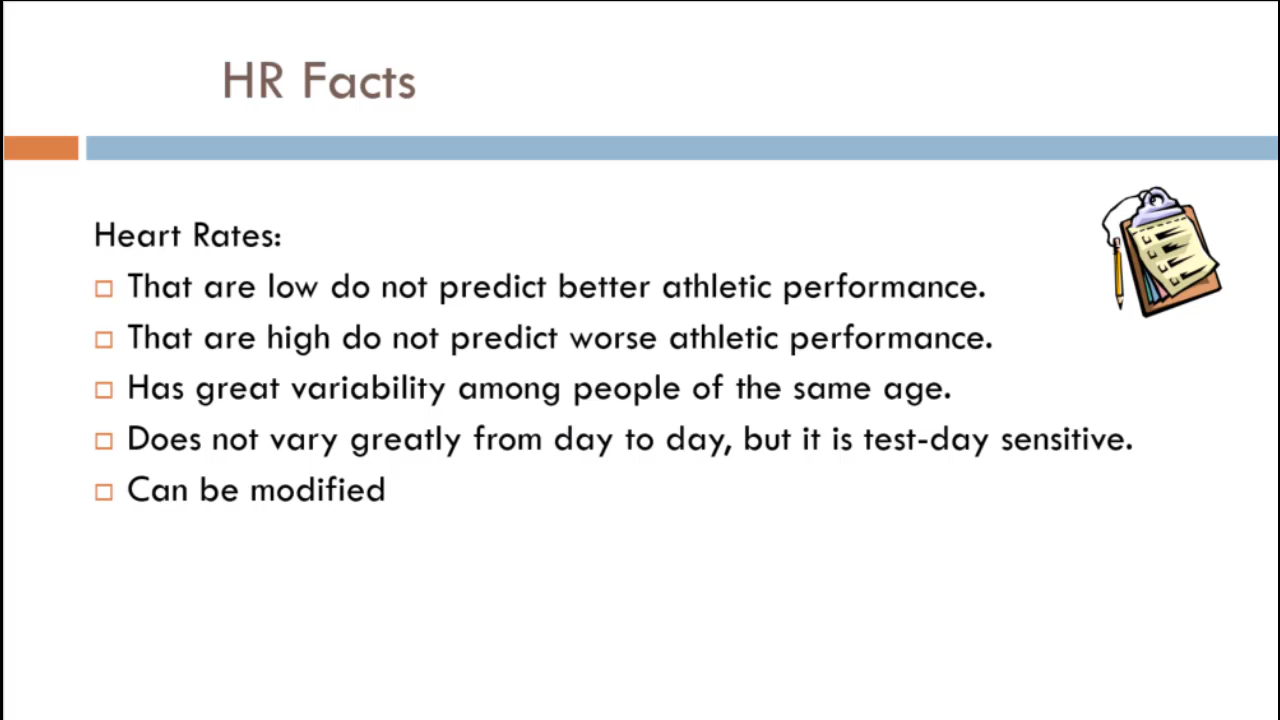 HR Facts
Heart Rates:
That are low do not predict better athletic performance.
That are high do not predict worse athletic performance.
Has great variability among people of the same age.
Does not vary greatly from day to day, but it is test-day sensitive.
Can be modified